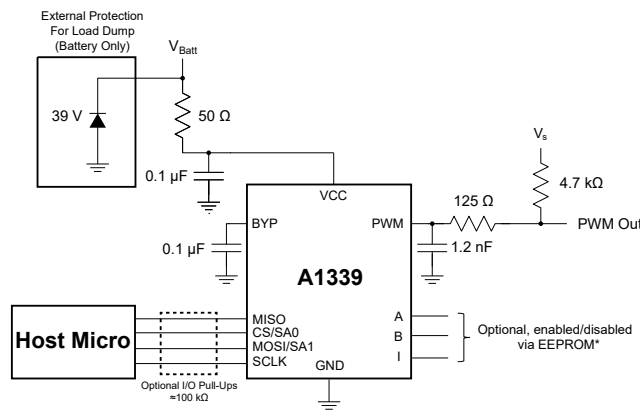 External Protection
For Load Dump
(Battery Only)
VBatt
39 V
50 Ω
0.1 µF
VCC
Vs
4.7 kΩ
125 Ω
BYP
PWM
PWM Out
0.1 µF
1.2 nF
A1339
Host Micro
MISO
CS/SA0
MOSI/SA1
SCLK
A
B
I
Optional, enabled/disabled
via EEPROM*
GND
Optional I/O Pull-Ups
≈100 kΩ